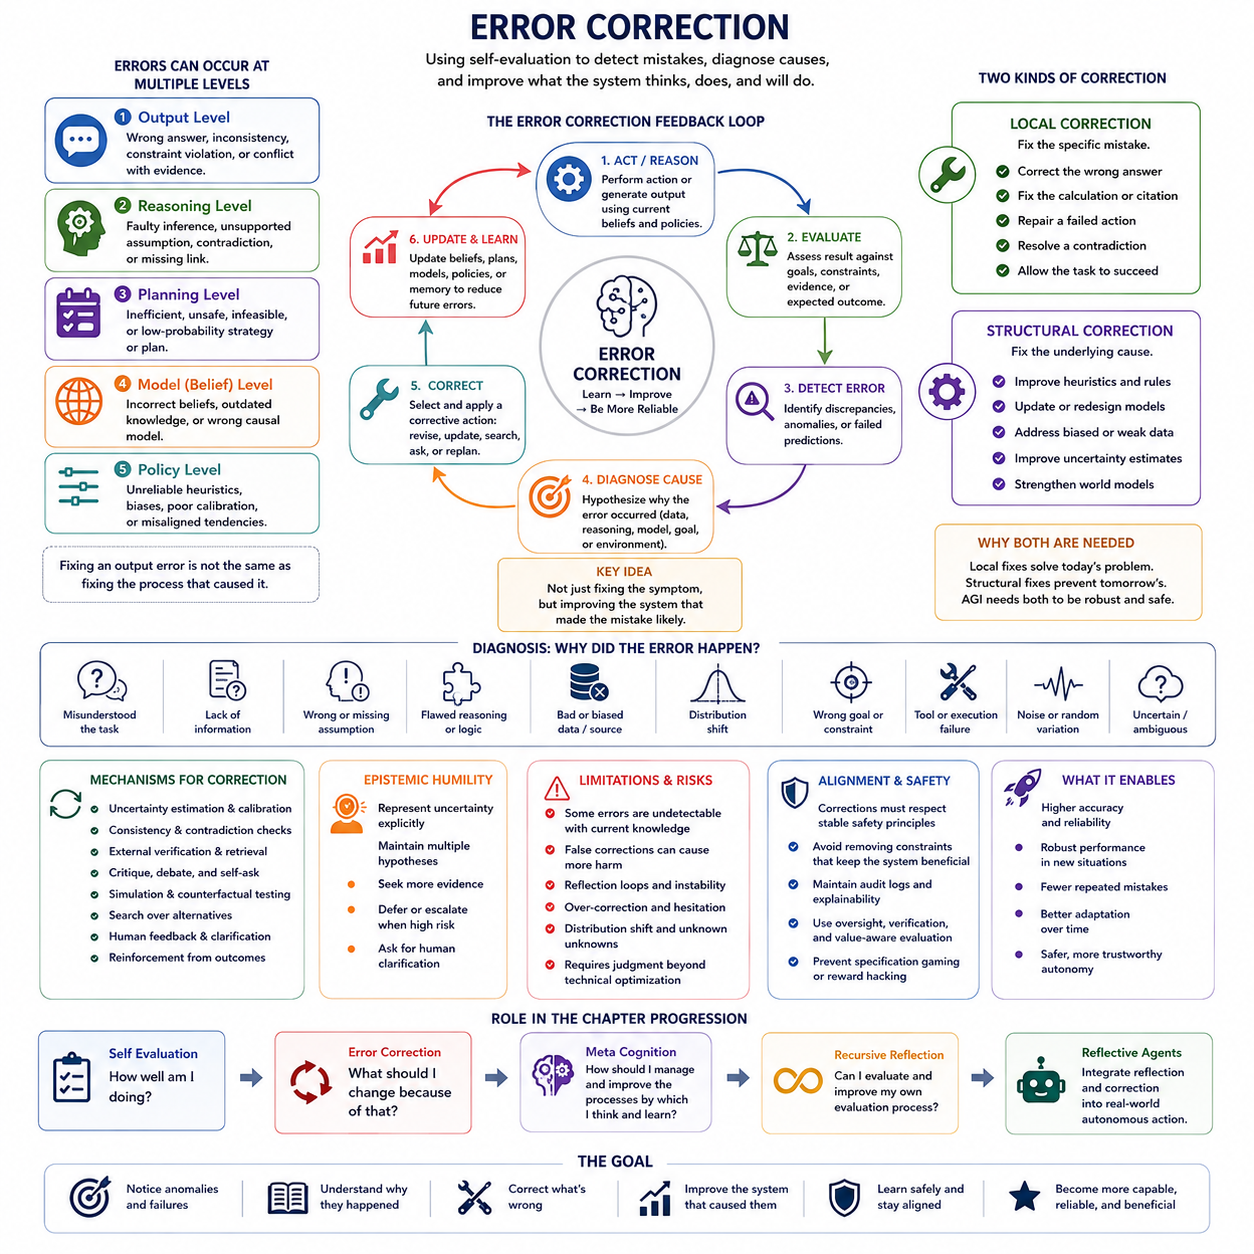 ERROR CORRECTION
Using self-evaluation to detect mistakes, diagnose causes,
and improve what the system thinks, does, and will do.
ERRORS CAN OCCUR AT
MULTIPLE LEVELS
1 Output Level
Wrong answer, inconsistency,
constraint violation, or conflict
with evidence.
2 Reasoning Level
Faulty inference, unsupported
assumption, contradiction,
or missing link.
3 Planning Level
Inefficient, unsafe, infeasible,
or low-probability strategy
or plan.
4 Model (Belief) Level
Incorrect beliefs, outdated
knowledge, or wrong causal
model.
5 Policy Level
Unreliable heuristics,
biases, poor calibration,
or misaligned tendencies.
Fixing an output error is not the same as
fixing the process that caused it.
THE ERROR CORRECTION FEEDBACK LOOP
1. ACT / REASON
Perform action or
generate output
using current
beliefs and policies.
2. EVALUATE
Assess result against
goals, constraints,
evidence, or
expected outcome.
3. DETECT ERROR
Identify discrepancies,
anomalies, or failed
predictions.
4. DIAGNOSE CAUSE
Hypothesize why the
error occurred (data,
reasoning, model, goal,
or environment).
5. CORRECT
Select and apply a
corrective action:
revise, update, search,
ask, or replan.
6. UPDATE & LEARN
Update beliefs, plans,
models, policies, or
memory to reduce
future errors.
ERROR
CORRECTION
Learn → Improve
→ Be More Reliable
KEY IDEA
Not just fixing the symptom,
but improving the system that
made the mistake likely.
TWO KINDS OF CORRECTION
LOCAL CORRECTION
Fix the specific mistake.
Correct the wrong answer
Fix the calculation or citation
Repair a failed action
Resolve a contradiction
Allow the task to succeed
STRUCTURAL CORRECTION
Fix the underlying cause.
Improve heuristics and rules
Update or redesign models
Address biased or weak data
Improve uncertainty estimates
Strengthen world models
WHY BOTH ARE NEEDED
Local fixes solve today's problem.
Structural fixes prevent tomorrow's.
AGI needs both to be robust and safe.
DIAGNOSIS: WHY DID THE ERROR HAPPEN?
Misunderstood
the task
Lack of
information
Wrong or missing
assumption
Flawed reasoning
or logic
Bad or biased
data / source
Distribution
shift
Wrong goal or
constraint
Tool or execution
failure
Noise or random
variation
Uncertain /
ambiguous
MECHANISMS FOR CORRECTION
Uncertainty estimation & calibration
Consistency & contradiction checks
External verification & retrieval
Critique, debate, and self-ask
Simulation & counterfactual testing
Search over alternatives
Human feedback & clarification
Reinforcement from outcomes
EPISTEMIC HUMILITY
Represent uncertainty
explicitly
Maintain multiple
hypotheses
Seek more evidence
Defer or escalate
when high risk
Ask for human
clarification
LIMITATIONS & RISKS
Some errors are undetectable
with current knowledge
False corrections can cause
more harm
Reflection loops and instability
Over-correction and hesitation
Distribution shift and unknown
unknowns
Requires judgment beyond
technical optimization
ALIGNMENT & SAFETY
Corrections must respect
stable safety principles
Avoid removing constraints
that keep the system beneficial
Maintain audit logs and
explainability
Use oversight, verification,
and value-aware evaluation
Prevent specification gaming
or reward hacking
WHAT IT ENABLES
Higher accuracy
and reliability
Robust performance
in new situations
Fewer repeated mistakes
Better adaptation
over time
Safer, more trustworthy
autonomy
ROLE IN THE CHAPTER PROGRESSION
Self Evaluation
How well am I
doing?
Error Correction
What should I
change because
of that?
Meta Cognition
How should I manage
and improve the
processes by which
I think and learn?
Recursive Reflection
Can I evaluate and
improve my own
evaluation process?
Reflective Agents
Integrate reflection
and correction
into real-world
autonomous action.
THE GOAL
Notice anomalies
and failures
Understand why
they happened
Correct what's
wrong
Improve the system
that caused them
Learn safely and
stay aligned
Become more capable,
reliable, and beneficial